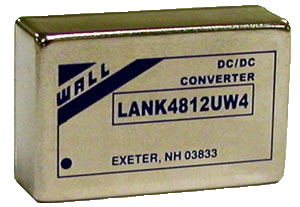 WALL
DC/DC
CONVERTER
LANK4812UW4
EXETER, NH 03833